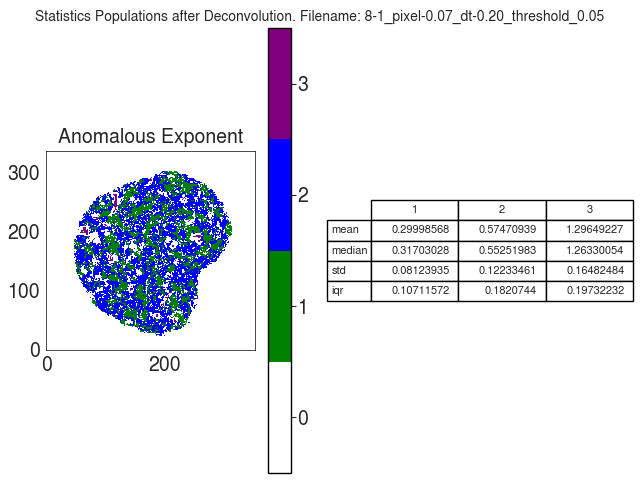 Statistics Populations after Deconvolution. Filename: 8-1_pixel-0.07_dt-0.20_threshold_0.05
Anomalous Exponent
300
200
100
0
0 200
3
2
1
0
1 2 3
mean 0.29998568 0.57470939 1.29649227
median 0.31703028 0.55251983 1.26330054
std 0.08123935 0.12233461 0.16482484
iqr 0.10711572 0.1820744 0.19732232